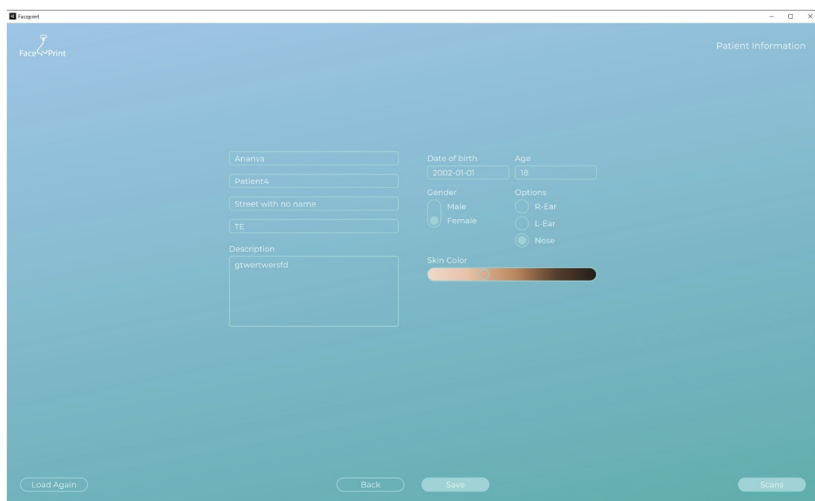 Faceprint
Face Print
Patient Information
Ananva
Patient4
Street with no name
TE
Description
gtwertwersfd
Date of birth
Age
2002-01-01
18
Gender
Options
Male
Female
R-Ear
L-Ear
Nose
Skin Color
Load Again
Back
Save
Scans